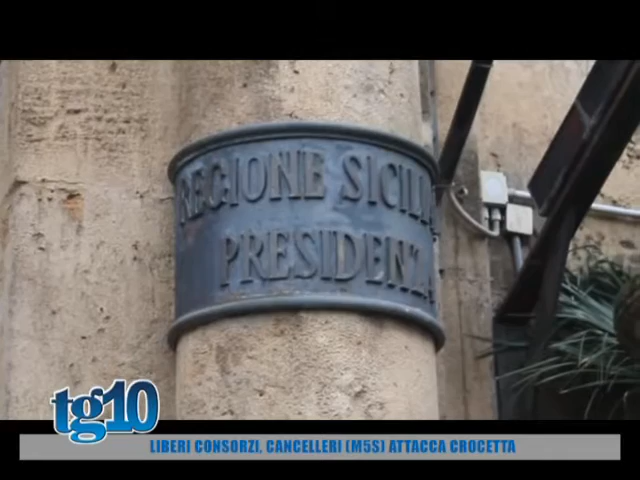 REGIONE SICILI
PRESIDENZ
tg10
LIBERI CONSORZI, CANCELLERI (M5S) ATTACCA CROCETTA